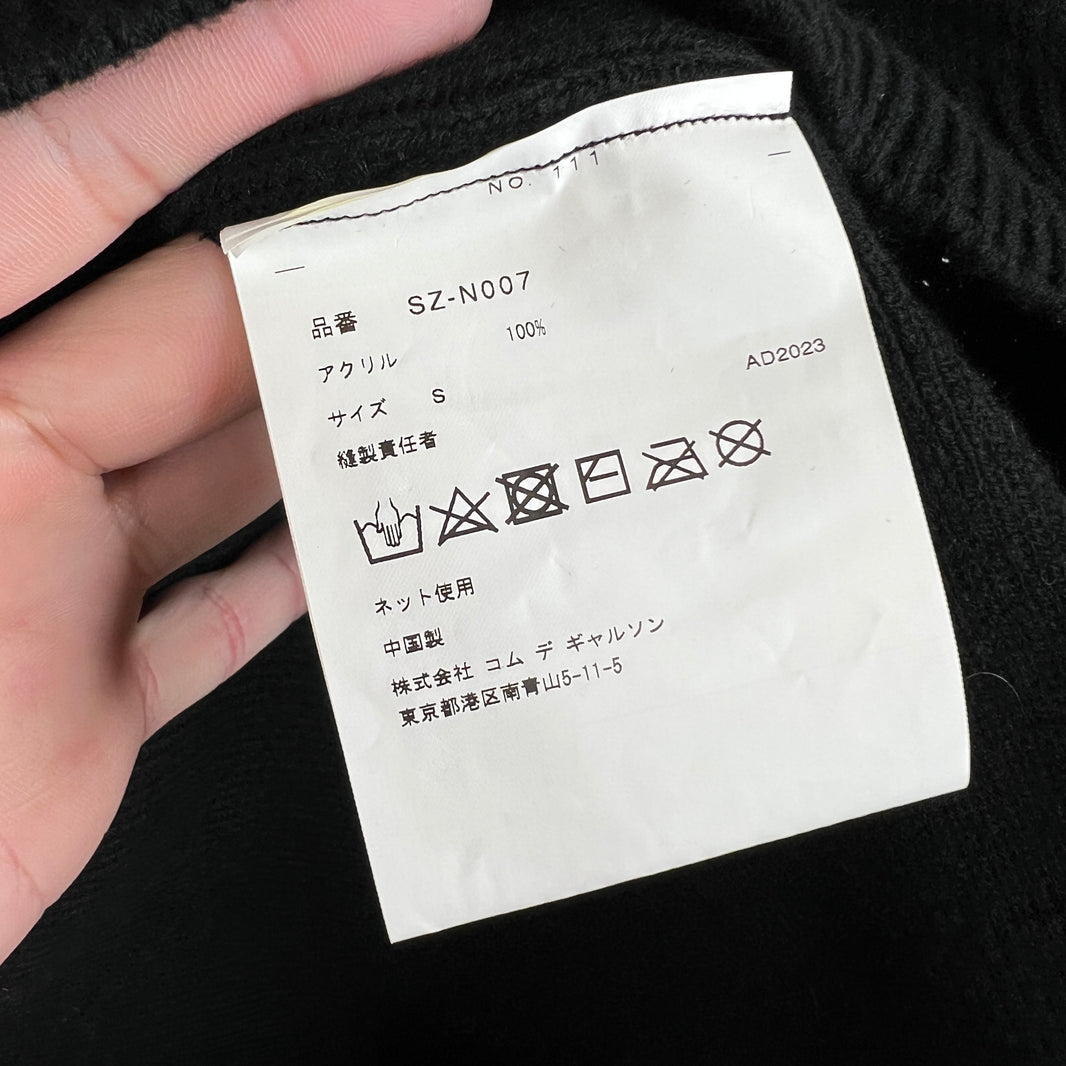 NO. 111
品番 SZ-N007
アクリル 100%
AD2023
サイズ S
縫製責任者
ネット使用
中国製
株式会社 コム デ ギャルソン
東京都港区南青山5-11-5